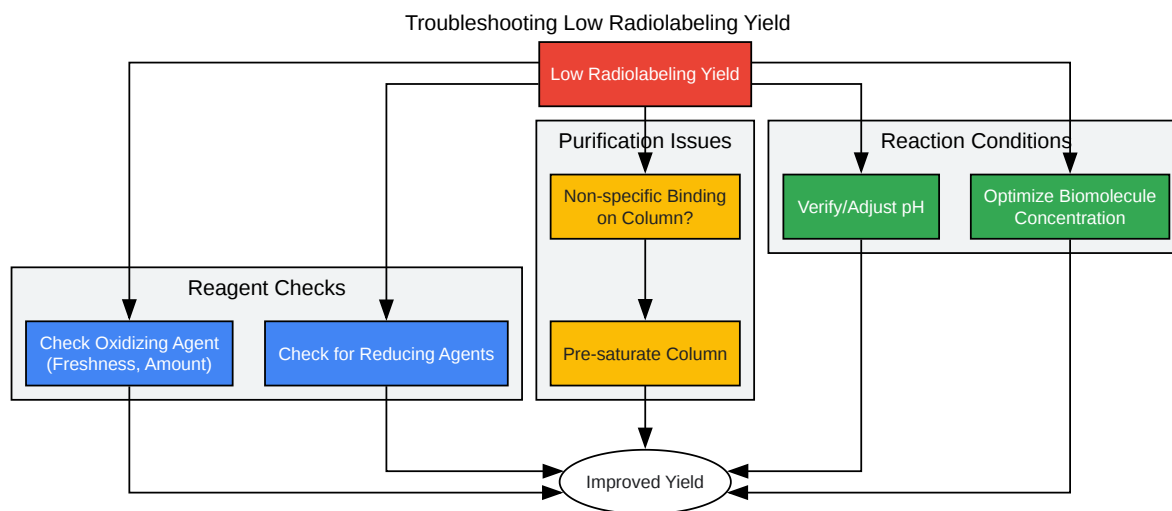 Troubleshooting Low Radiolabeling Yield
Low Radiolabeling Yield
Purification Issues
Reaction Conditions
Non-specific Binding
on Column?
Verify/Adjust pH
Optimize Biomolecule
Concentration
Reagent Checks
Check Oxidizing Agent
(Freshness, Amount)
Check for Reducing Agents
Pre-saturate Column
Improved Yield